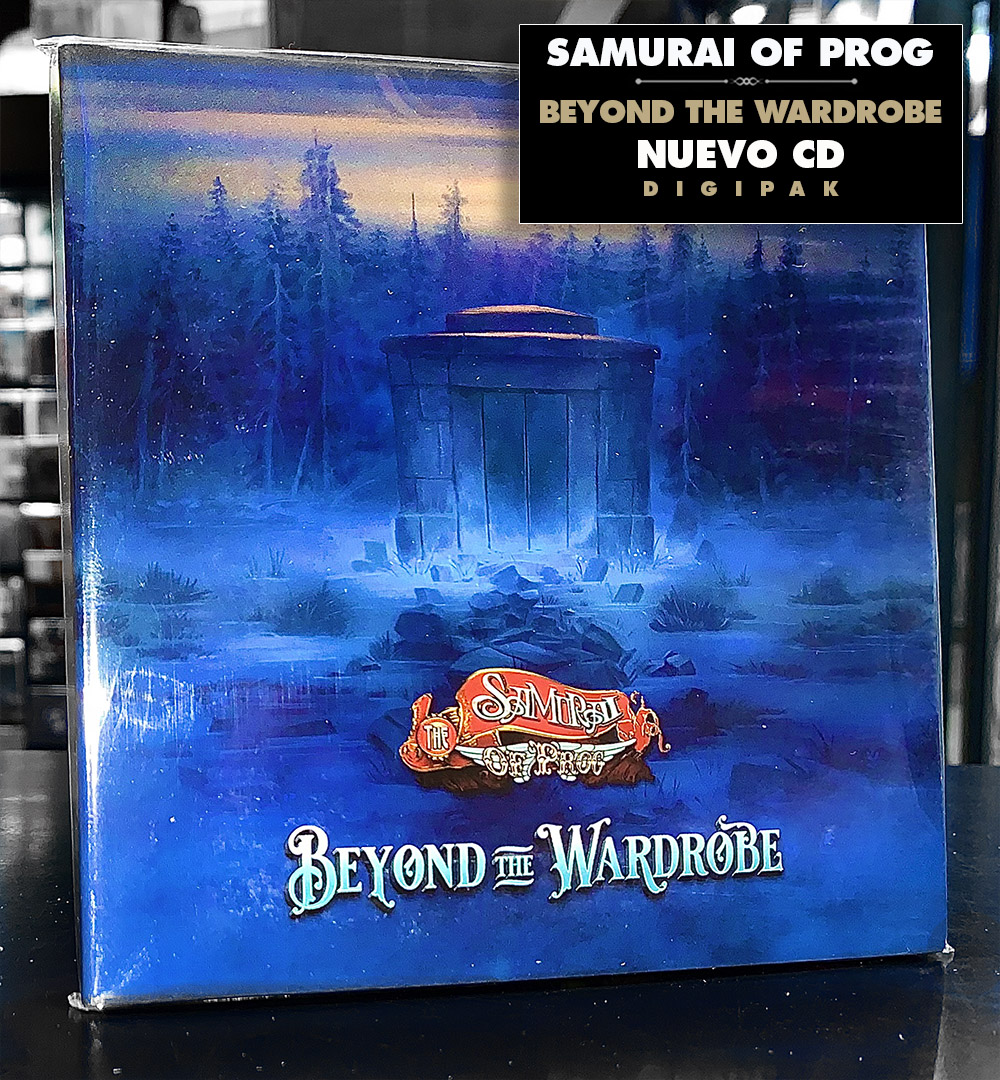 SAMURAI OF PROG
BEYOND THE WARDROBE
NUEVO CD
DIGIPAK
THE SAMURAI
OF PROG
BEYOND THE WARDROBE